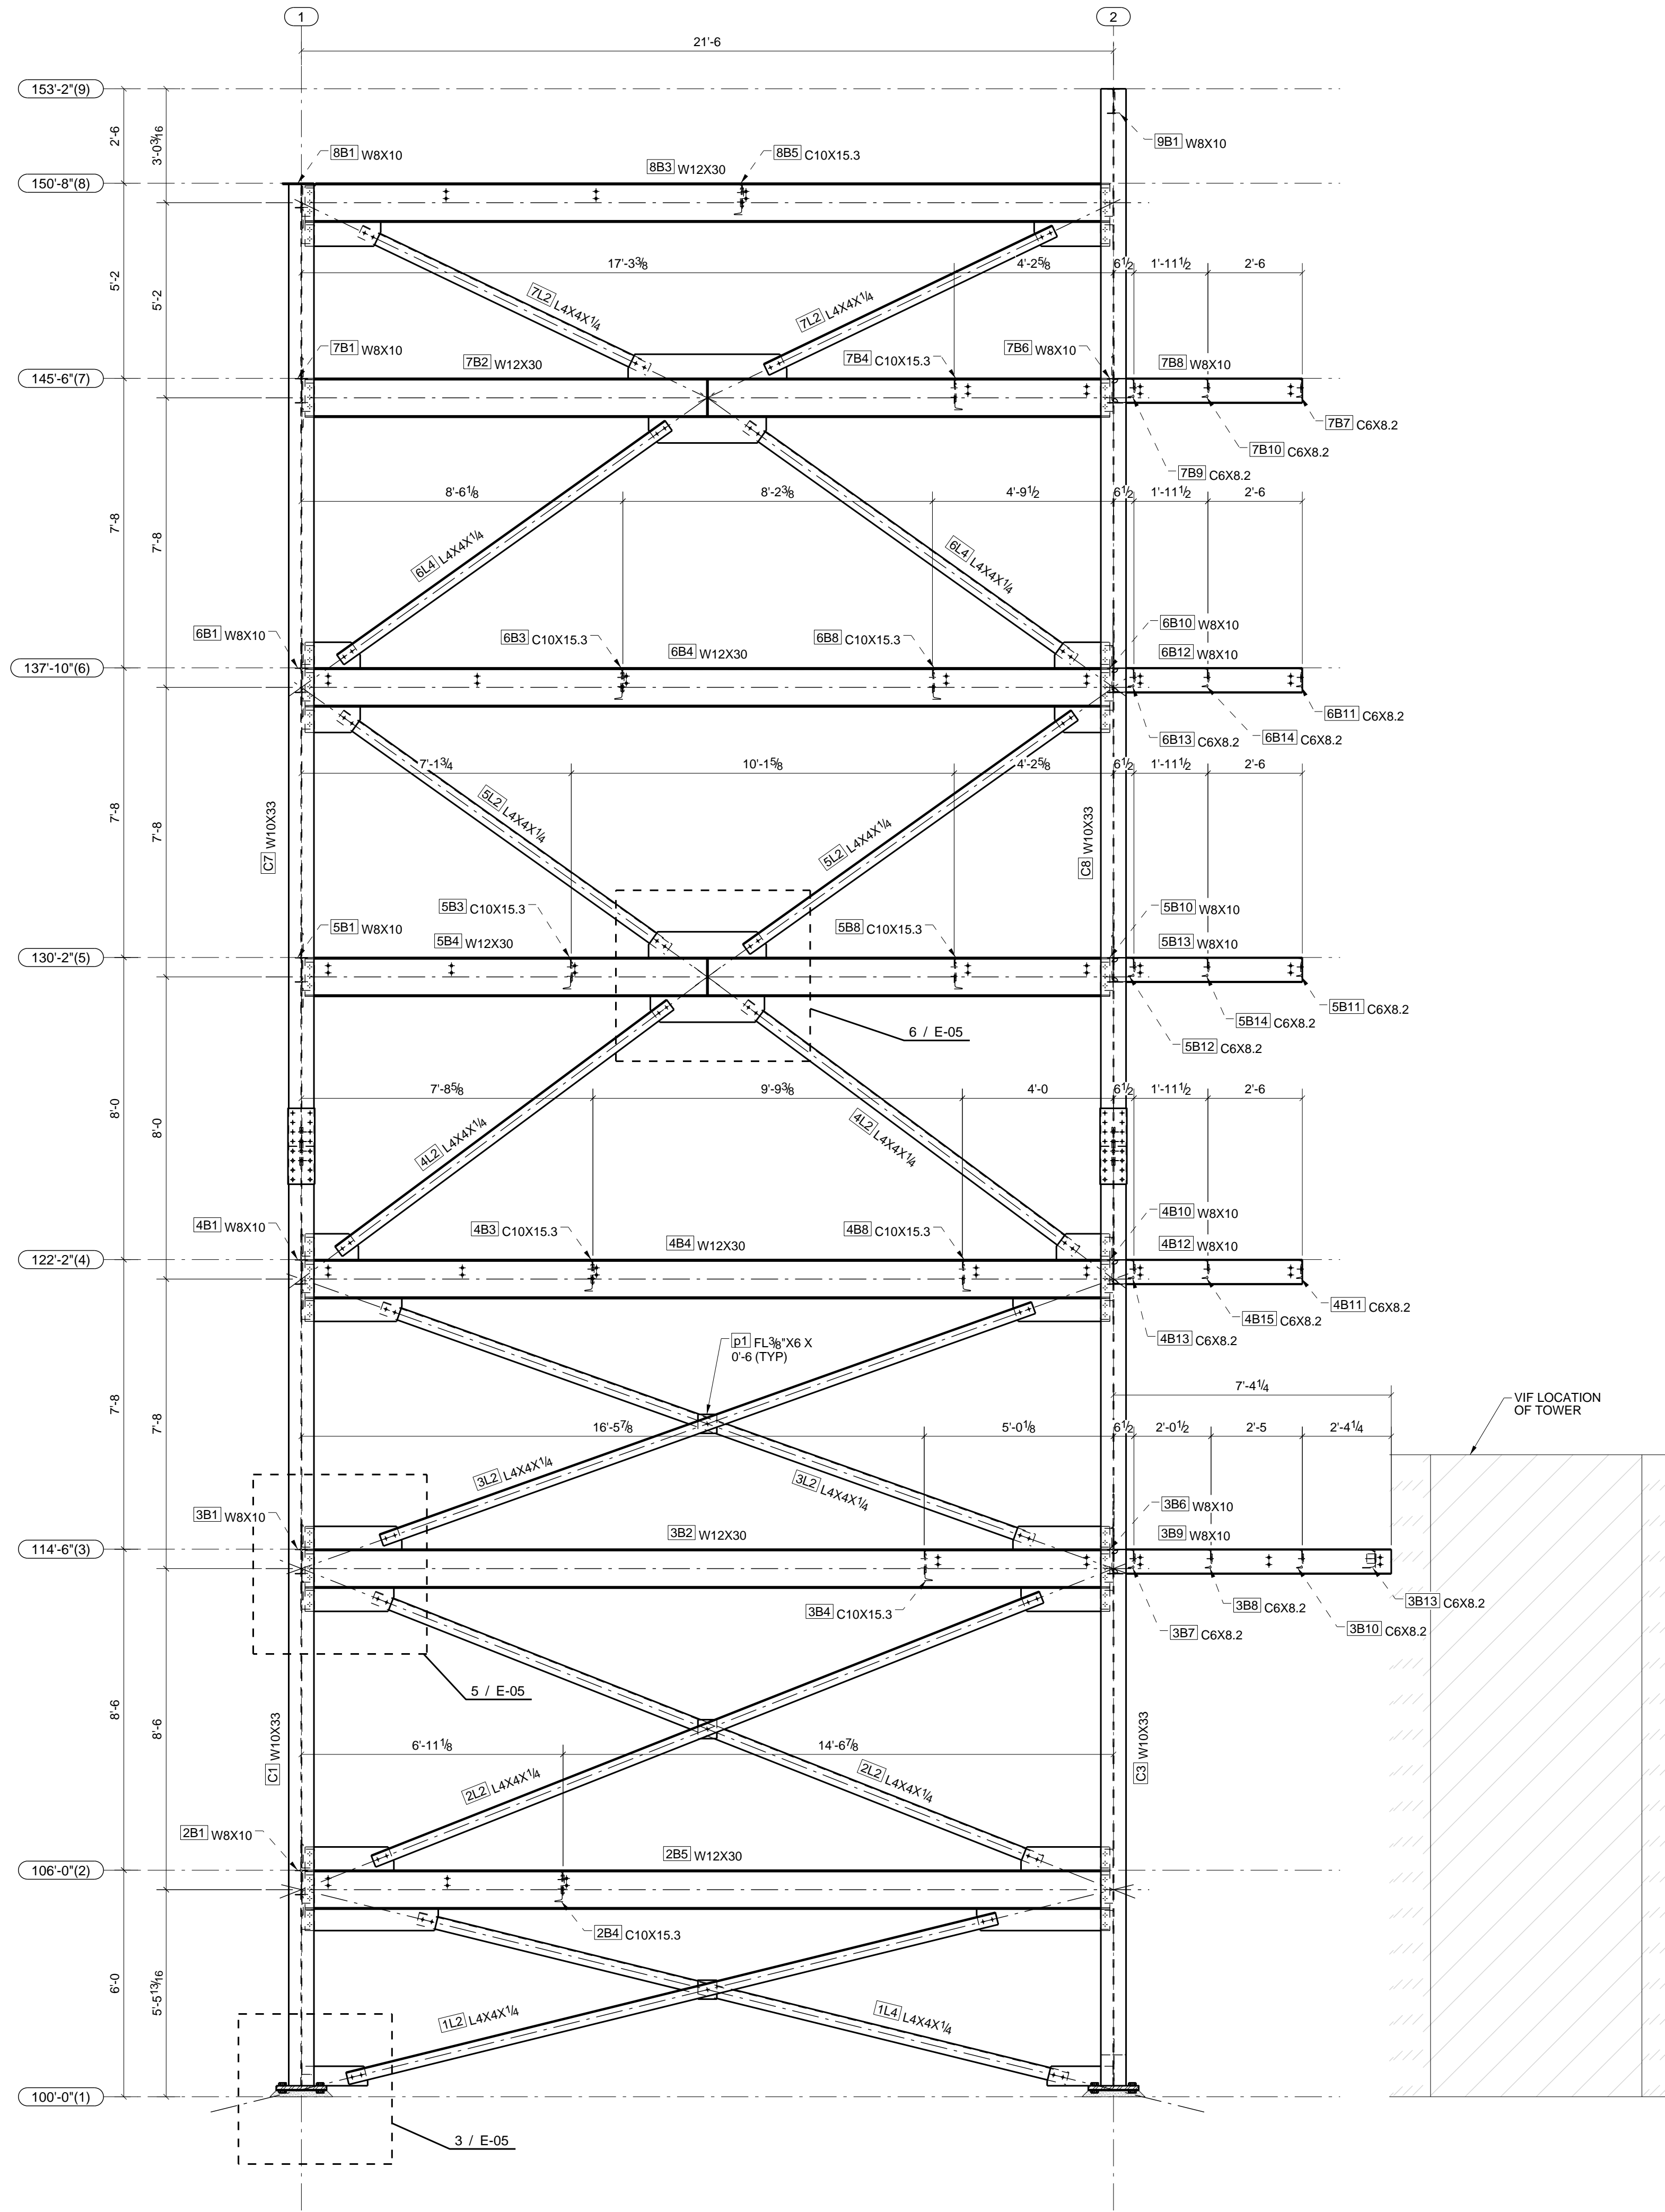 1
2
21'-6
153'-2"(9)
2'-6
3'-0 3/16
9B1 W8X10
8B1 W8X10
8B3 W12X30
8B5 C10X15.3
150'-8"(8)
5'-2
5'-2
17'-3 3/8
4'-2 5/8
6 1/2
1'-11 1/2
2'-6
7L2 L4X4X1/4
7L2 L4X4X1/4
7B1 W8X10
7B2 W12X30
7B4 C10X15.3
7B6 W8X10
7B8 W8X10
145'-6"(7)
7B7 C6X8.2
7B10 C6X8.2
7B9 C6X8.2
8'-6 1/8
8'-2 3/8
4'-9 1/2
6 1/2
1'-11 1/2
2'-6
7'-8
7'-8
6L4 L4X4X1/4
6L4 L4X4X1/4
6B1 W8X10
6B3 C10X15.3
6B4 W12X30
6B8 C10X15.3
6B10 W8X10
6B12 W8X10
137'-10"(6)
6B11 C6X8.2
6B14 C6X8.2
6B13 C6X8.2
7'-1 3/4
10'-1 5/8
4'-2 5/8
6 1/2
1'-11 1/2
2'-6
7'-8
7'-8
C7 W10X33
5L2 L4X4X1/4
5L2 L4X4X1/4
C8 W10X33
5B1 W8X10
5B4 W12X30
5B3 C10X15.3
5B8 C10X15.3
5B10 W8X10
5B13 W8X10
130'-2"(5)
5B11 C6X8.2
5B14 C6X8.2
5B12 C6X8.2
6 / E-05
7'-8 5/8
9'-9 3/8
4'-0
6 1/2
1'-11 1/2
2'-6
8'-0
8'-0
4L2 L4X4X1/4
4L2 L4X4X1/4
4B1 W8X10
4B3 C10X15.3
4B4 W12X30
4B8 C10X15.3
4B10 W8X10
4B12 W8X10
122'-2"(4)
4B11 C6X8.2
4B15 C6X8.2
4B13 C6X8.2
p1 FL3/8"X6 X
0'-6 (TYP)
7'-4 1/4
VIF LOCATION
OF TOWER
7'-8
7'-8
16'-5 7/8
5'-0 1/8
6 1/2
2'-0 1/2
2'-5
2'-4 1/4
3L2 L4X4X1/4
3L2 L4X4X1/4
3B1 W8X10
3B2 W12X30
3B6 W8X10
3B9 W8X10
114'-6"(3)
3B4 C10X15.3
3B13 C6X8.2
3B8 C6X8.2
3B10 C6X8.2
3B7 C6X8.2
5 / E-05
8'-6
8'-6
C1 W10X33
6'-11 1/8
14'-6 7/8
C3 W10X33
2L2 L4X4X1/4
2L2 L4X4X1/4
2B1 W8X10
2B5 W12X30
106'-0"(2)
2B4 C10X15.3
6'-0
5'-5 13/16
1L2 L4X4X1/4
1L4 L4X4X1/4
100'-0"(1)
3 / E-05